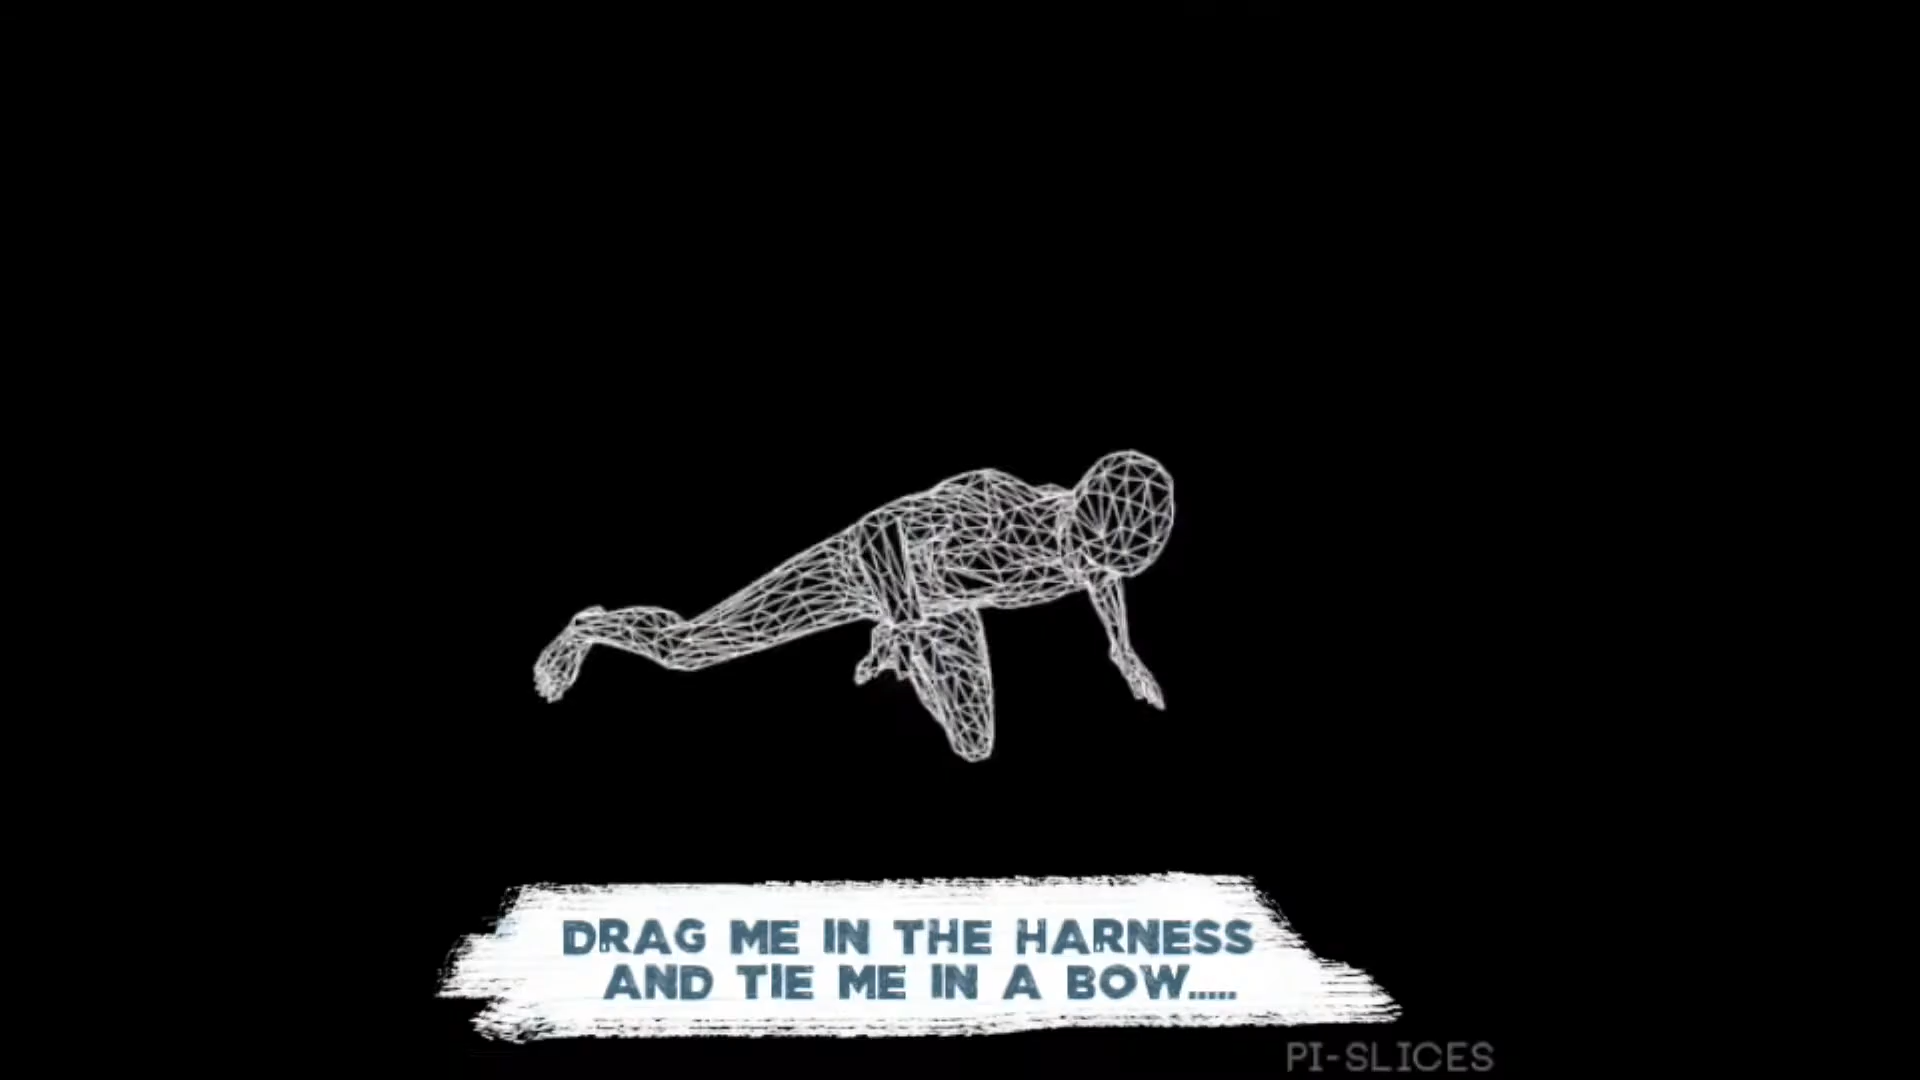 DRAG ME IN THE HARNESS
AND TIE ME IN A BOW.....
PI-SLICES